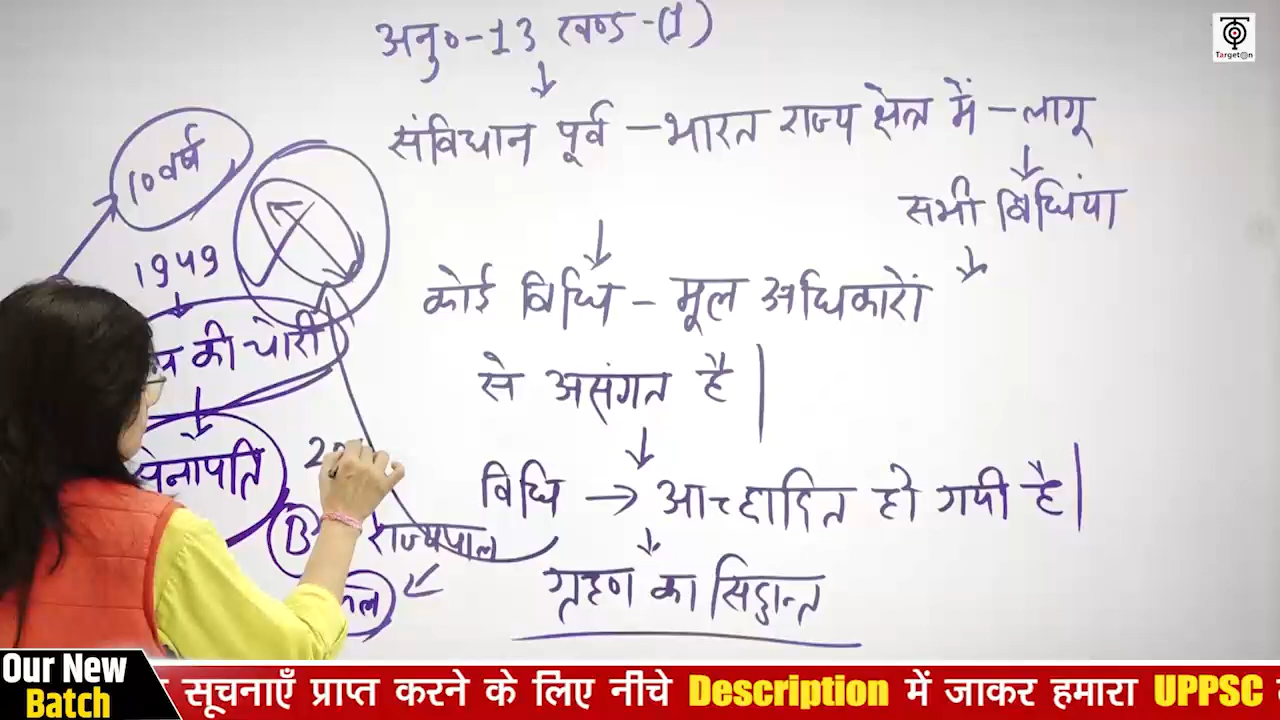 अनु०-13 खण्ड-(1)
संविधान पूर्व - भारत राज्य क्षेत्र में - लागू
सभी विधिंया
कोई विधि - मूल अधिकारों
से असंगत है|
विधि → आच्छादित हो गयी है|
ग्रहण का सिद्धान्त
10 वर्ष
1949
की चोरी
सेनापति
राज्यपाल
Target@n
Our New
Batch
सूचनाएँ प्राप्त करने के लिए नीचे Description में जाकर हमारा UPPSC